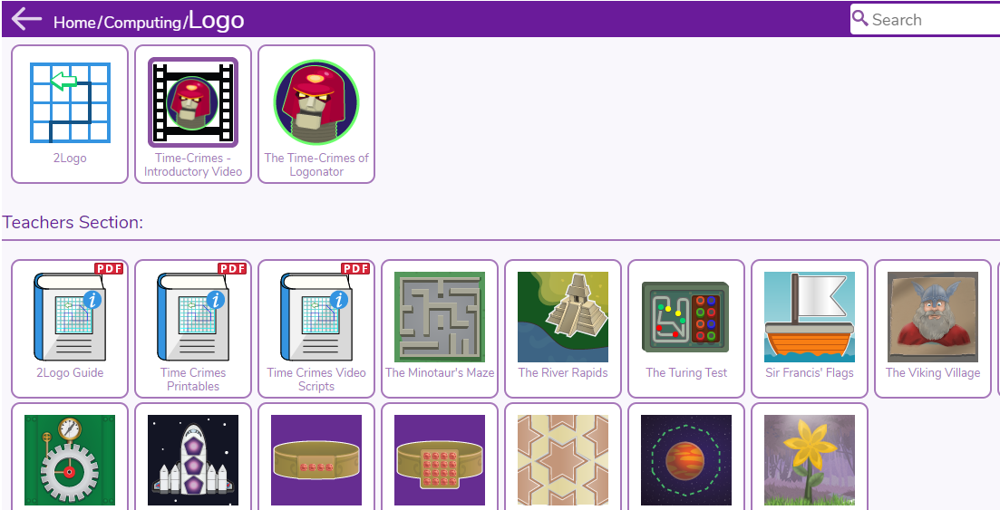 Home/Computing/Logo
Search
2Logo
Time-Crimes -
Introductory Video
The Time-Crimes of
Logonator
Teachers Section:
PDF
PDF
PDF
2Logo Guide
Time Crimes
Printables
Time Crimes Video
Scripts
The Minotaur's Maze
The River Rapids
The Turing Test
Sir Francis' Flags
The Viking Village